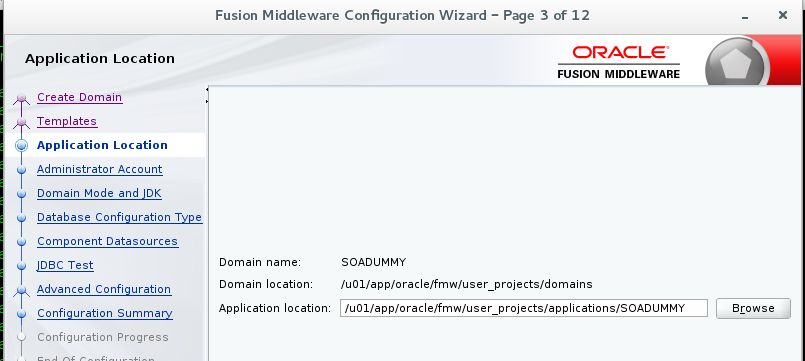 Fusion Middleware Configuration Wizard – Page 3 of 12
Application Location
ORACLE
FUSION MIDDLEWARE
Create Domain
Templates
Application Location
Administrator Account
Domain Mode and JDK
Database Configuration Type
Component Datasources
JDBC Test
Advanced Configuration
Configuration Summary
Configuration Progress
End Of Configuration
Domain name: SOADUMMY
Domain location: /u01/app/oracle/fmw/user_projects/domains
Application location: /u01/app/oracle/fmw/user_projects/applications/SOADUMMY Browse